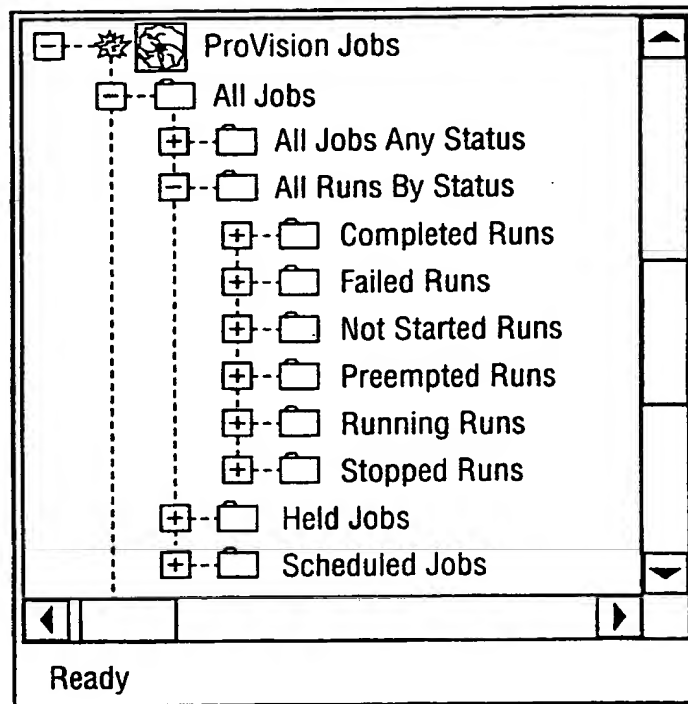 ProVision Jobs
All Jobs
All Jobs Any Status
All Runs By Status
Completed Runs
Failed Runs
Not Started Runs
Preempted Runs
Running Runs
Stopped Runs
Held Jobs
Scheduled Jobs
Ready